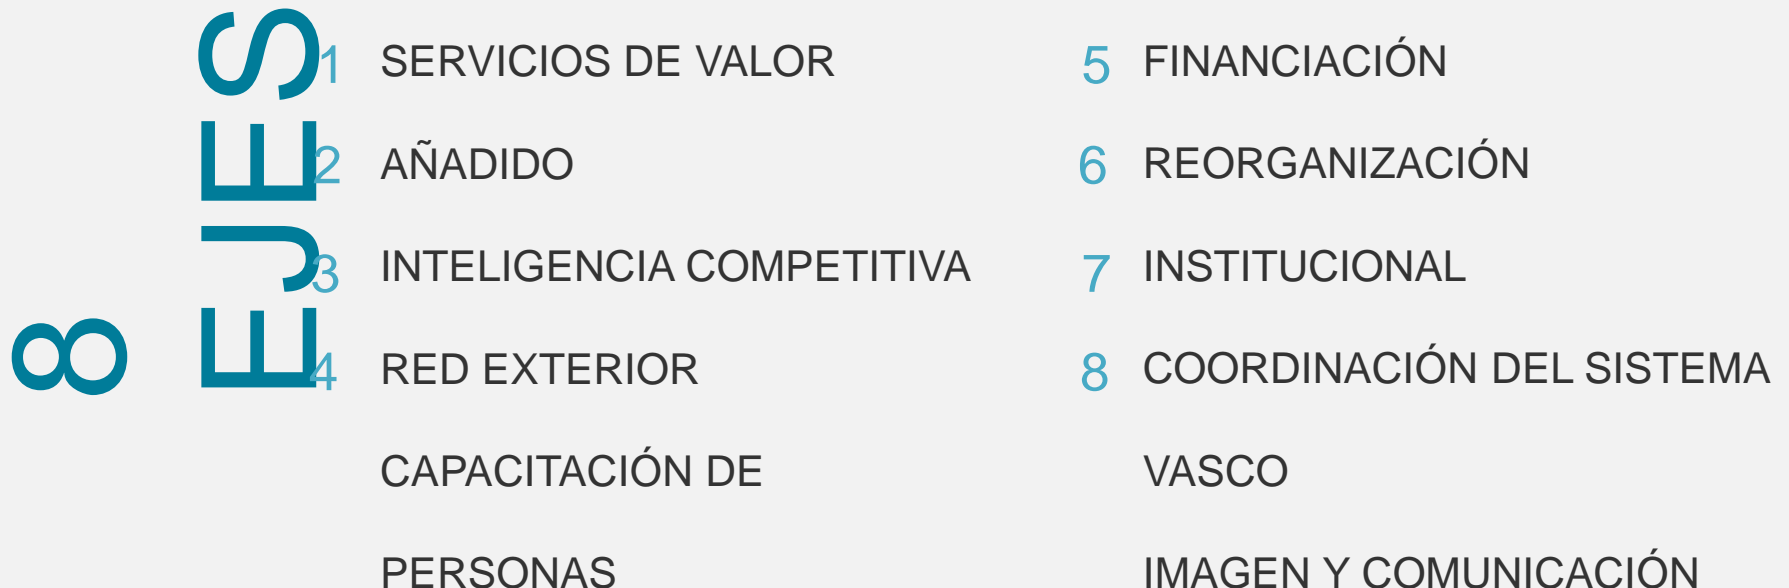 8
EJES
1 SERVICIOS DE VALOR
2 AÑADIDO
3 INTELIGENCIA COMPETITIVA
4 RED EXTERIOR
CAPACITACIÓN DE
PERSONAS
5 FINANCIACIÓN
6 REORGANIZACIÓN
7 INSTITUCIONAL
8 COORDINACIÓN DEL SISTEMA
VASCO
IMAGEN Y COMUNICACIÓN